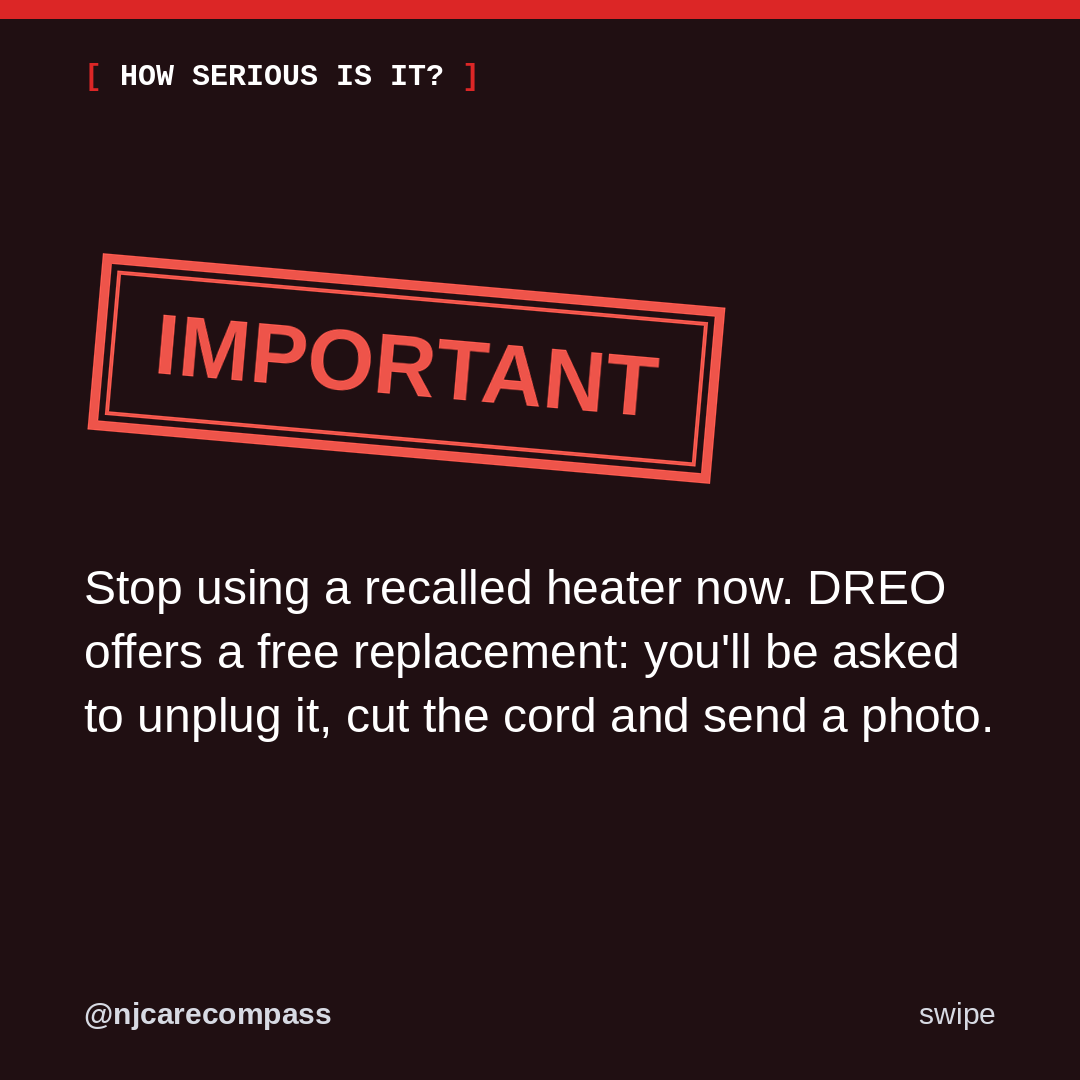 [ HOW SERIOUS IS IT? ]
IMPORTANT
Stop using a recalled heater now. DREO
offers a free replacement: you'll be asked
to unplug it, cut the cord and send a photo.
@njcarecompass
swipe